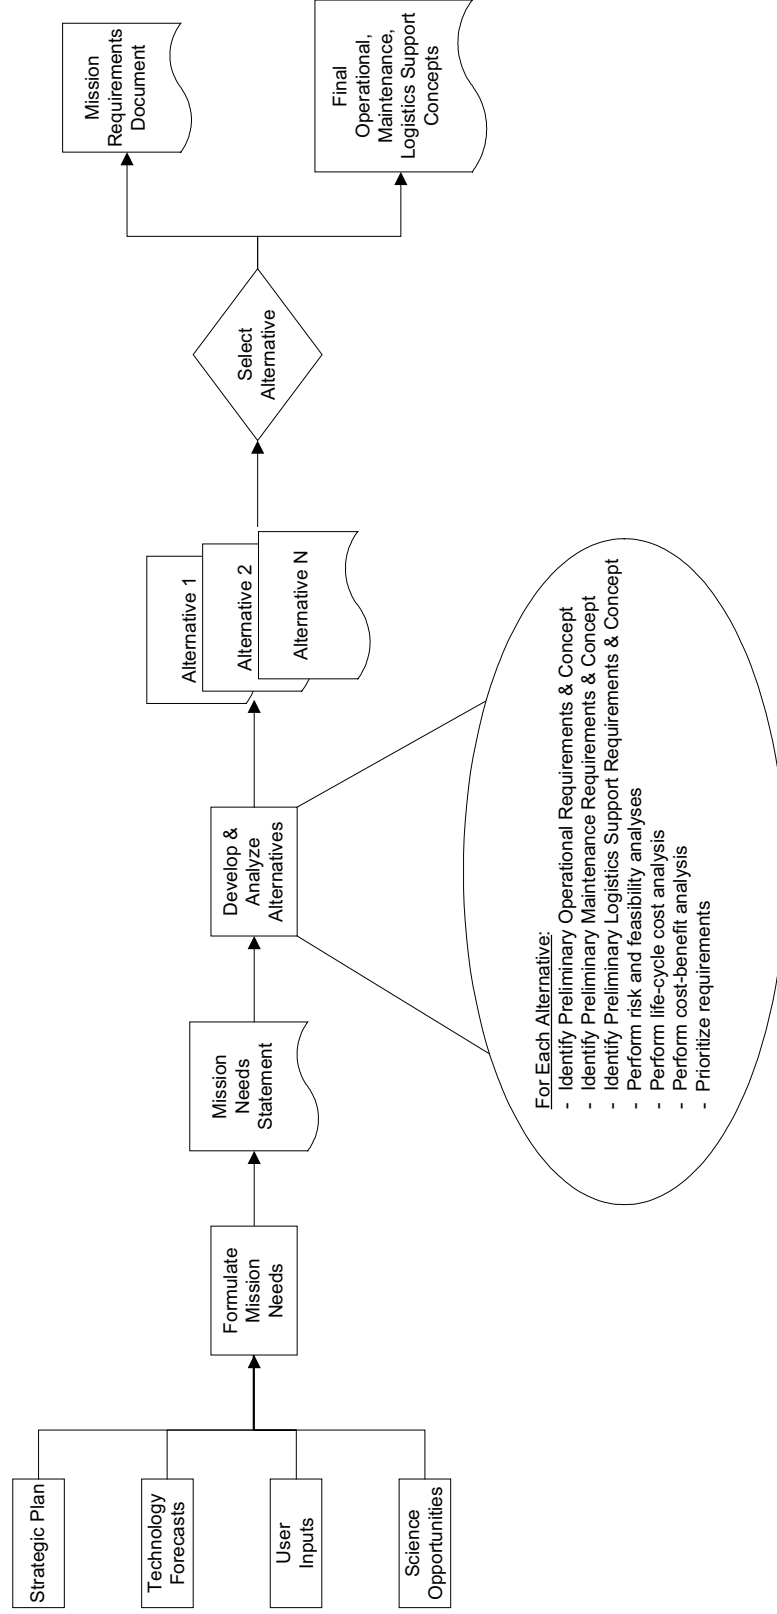 Strategic Plan
Technology
Forecasts
User
Inputs
Science
Opportunities
Formulate
Mission
Needs
Mission
Needs
Statement
Develop &
Analyze
Alternatives
Alternative 1
Alternative 2
Alternative N
Select
Alternative
Mission
Requirements
Document
Final
Operational,
Maintenance,
Logistics Support
Concepts
For Each Alternative:
- Identify Preliminary Operational Requirements & Concept
- Identify Preliminary Maintenance Requirements & Concept
- Identify Preliminary Logistics Support Requirements & Concept
- Perform risk and feasibility analyses
- Perform life-cycle cost analysis
- Perform cost-benefit analysis
- Prioritize requirements